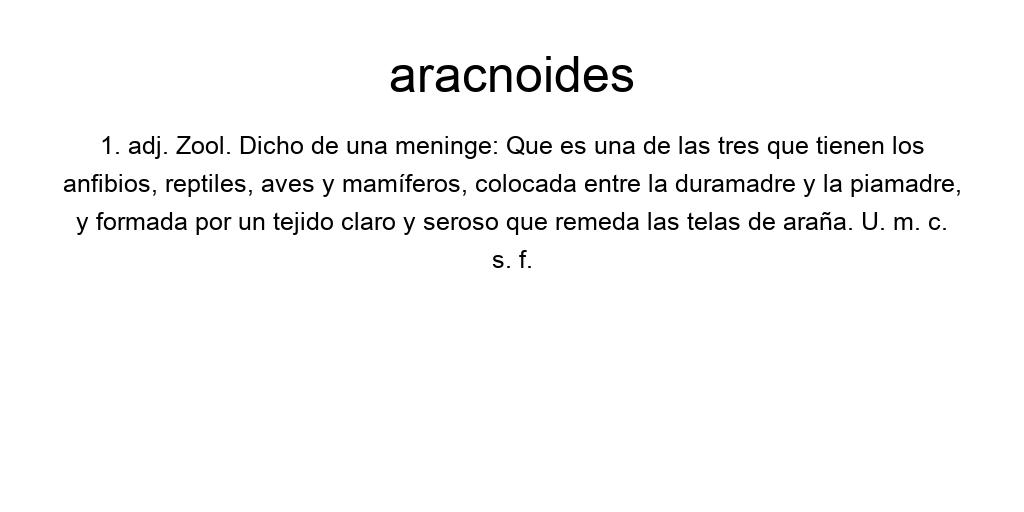 aracnoides
1. adj. Zool. Dicho de una meninge: Que es una de las tres que tienen los
anfibios, reptiles, aves y mamíferos, colocada entre la duramadre y la piamadre,
y formada por un tejido claro y seroso que remeda las telas de araña. U. m. c.
s. f.